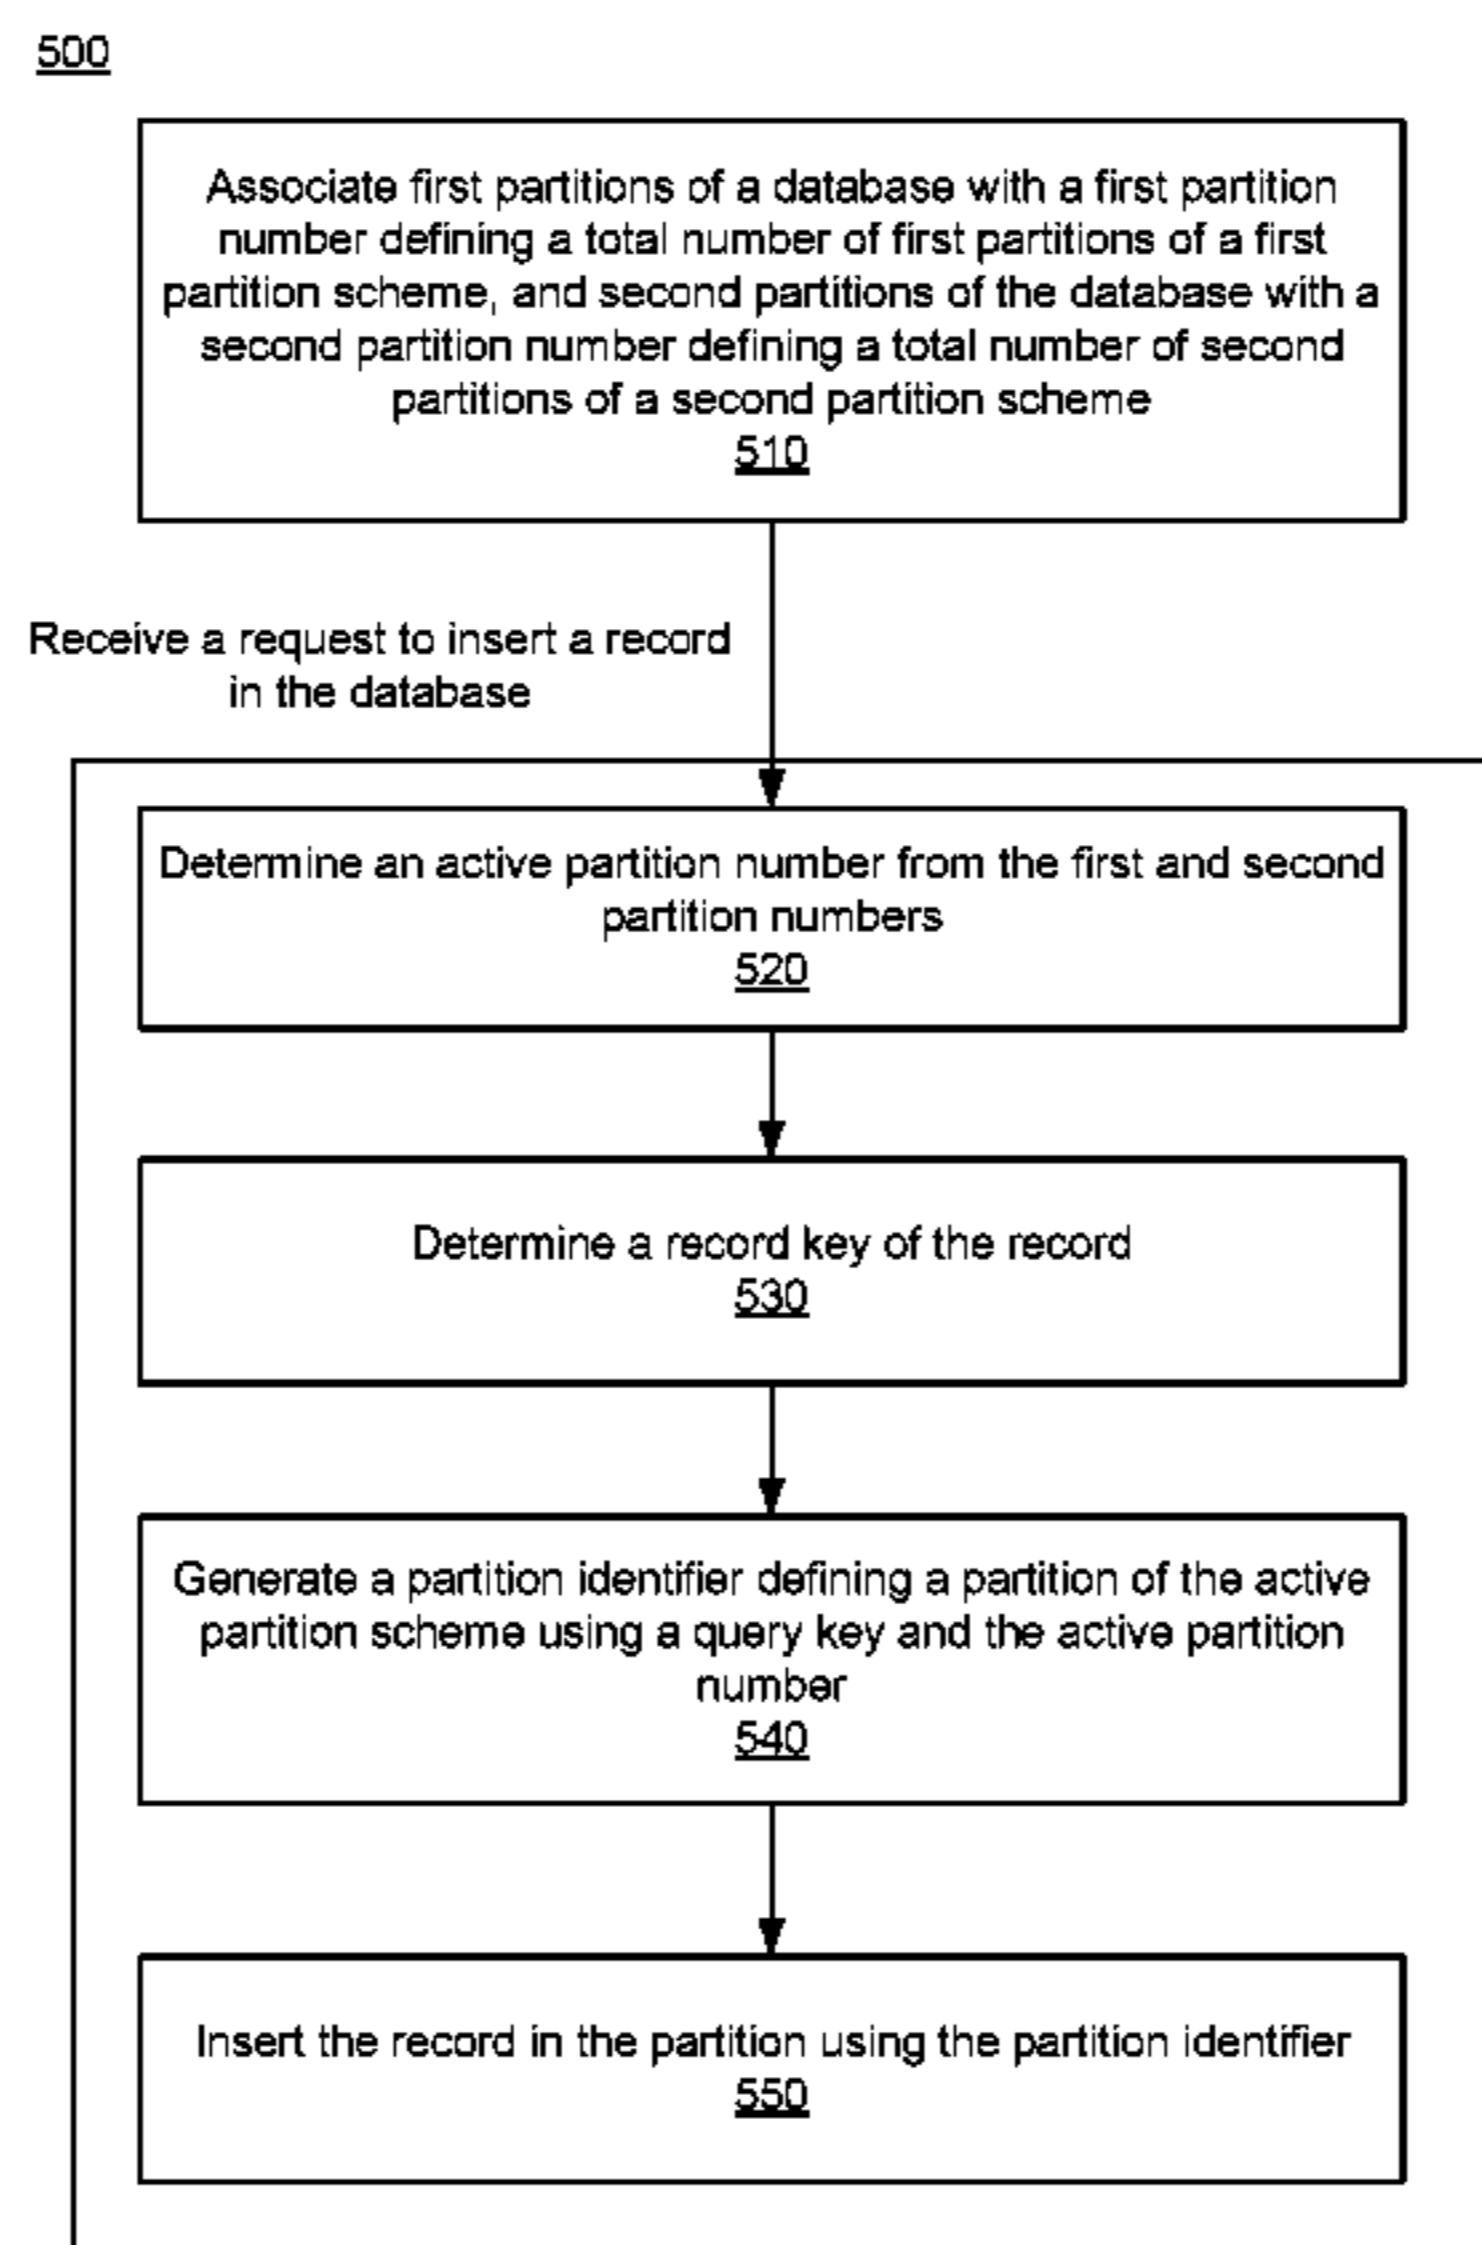 500
Associate first partitions of a database with a first partition
number defining a total number of first partitions of a first
partition scheme, and second partitions of the database with a
second partition number defining a total number of second
partitions of a second partition scheme
510
Receive a request to insert a record
in the database
Determine an active partition number from the first and second
partition numbers
520
Determine a record key of the record
530
Generate a partition identifier defining a partition of the active
partition scheme using a query key and the active partition
number
540
Insert the record in the partition using the partition identifier
550